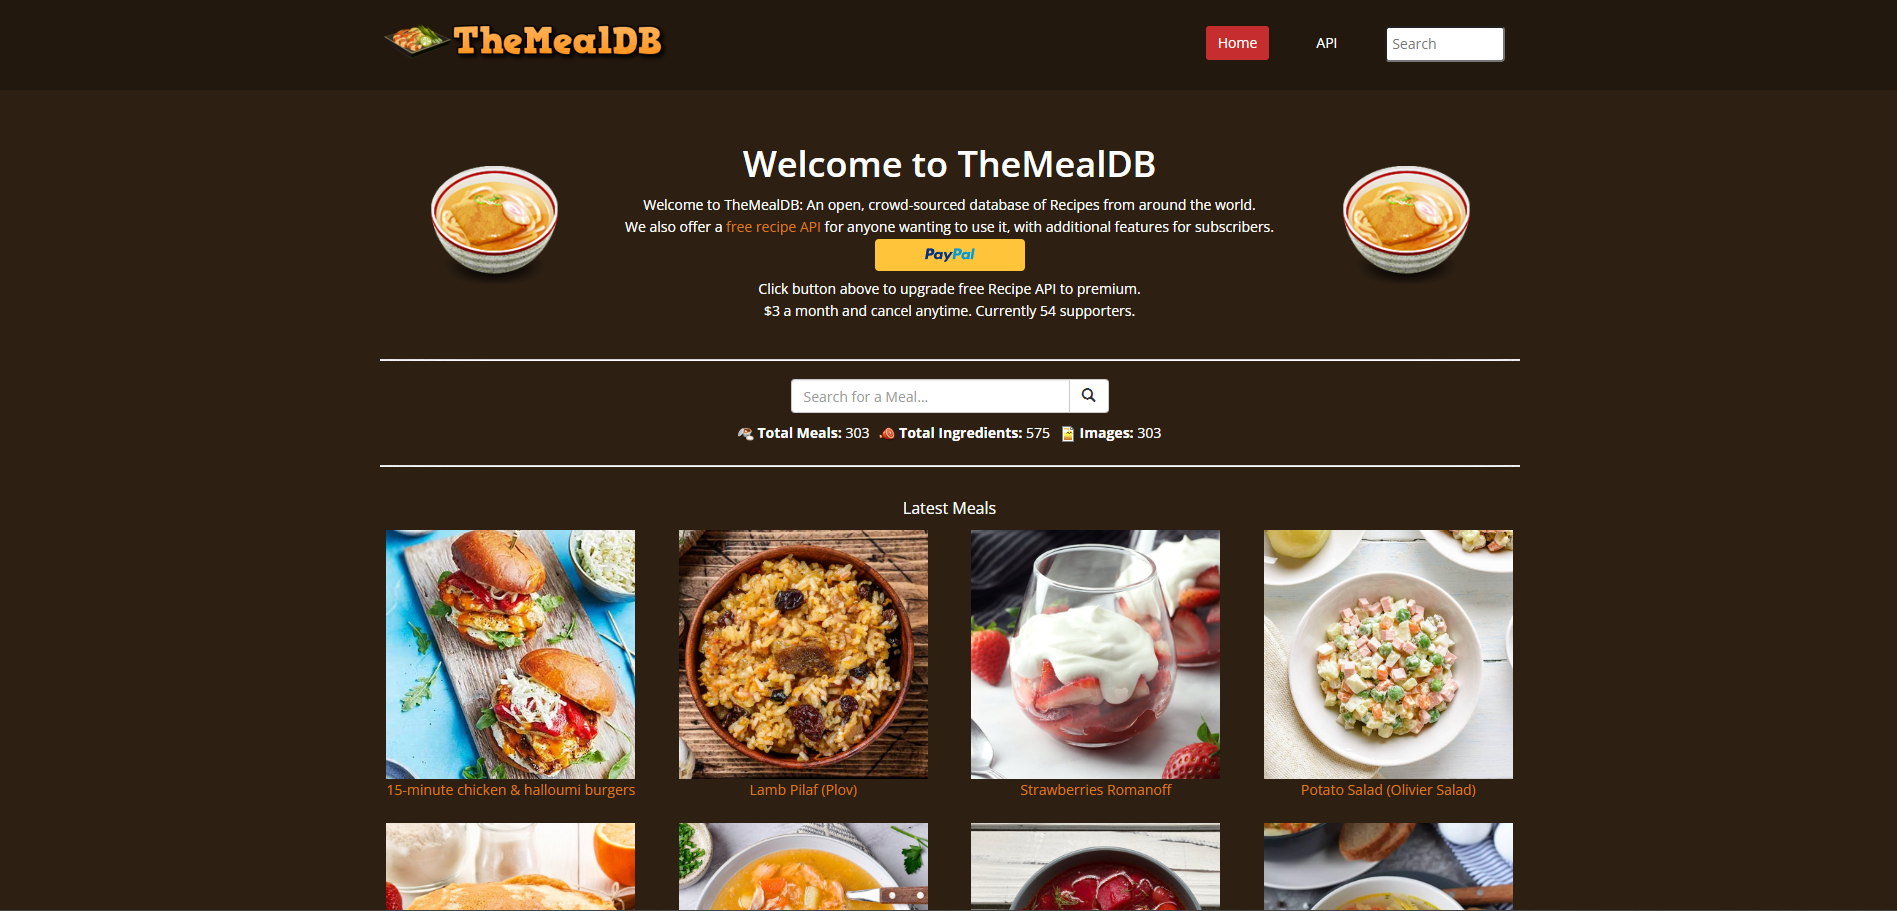 TheMealDB
Home
API
Search
Welcome to TheMealDB
Welcome to TheMealDB: An open, crowd-sourced database of Recipes from around the world.
We also offer a free recipe API for anyone wanting to use it, with additional features for subscribers.
PayPal
Click button above to upgrade free Recipe API to premium.
$3 a month and cancel anytime. Currently 54 supporters.
Search for a Meal...
Total Meals: 303 Total Ingredients: 575 Images: 303
Latest Meals
15-minute chicken & halloumi burgers
Lamb Pilaf (Plov)
Strawberries Romanoff
Potato Salad (Olivier Salad)